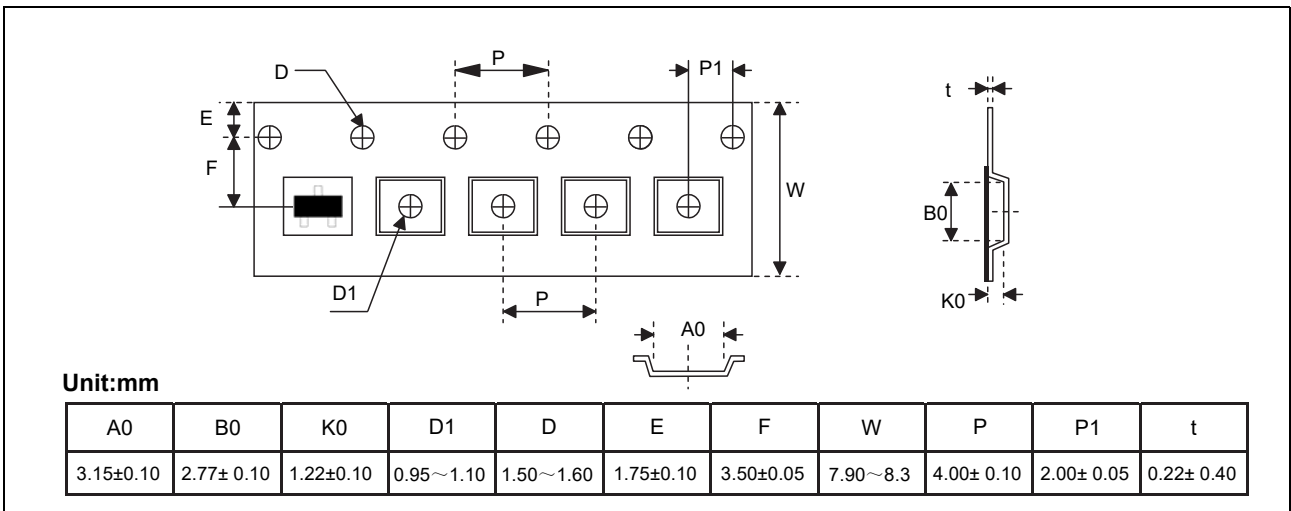 P
P1
D
t
E
F
W
B0
D1
P
K0
A0
Unit:mm
A0 B0 K0 D1 D E F W P P1 t
3.15±0.10 2.77± 0.10 1.22±0.10 0.95～1.10 1.50～1.60 1.75±0.10 3.50±0.05 7.90～8.3 4.00± 0.10 2.00± 0.05 0.22± 0.40